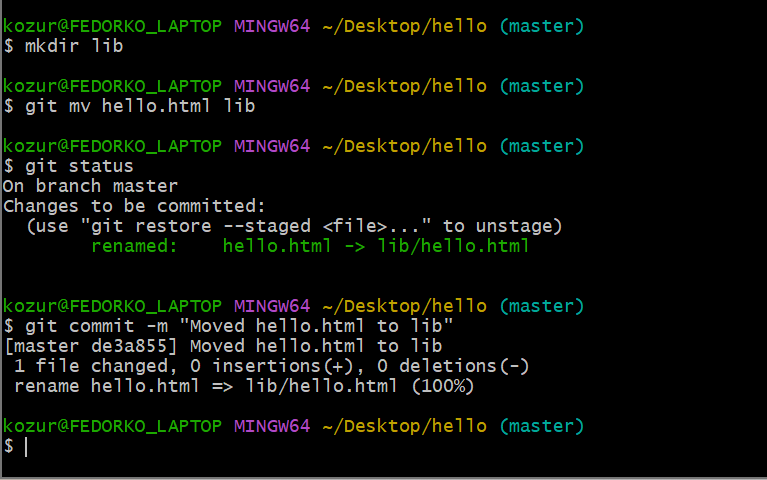 kozur@FEDORKO_LAPTOP MINGW64 ~/Desktop/hello (master)
$ mkdir lib
kozur@FEDORKO_LAPTOP MINGW64 ~/Desktop/hello (master)
$ git mv hello.html lib
kozur@FEDORKO_LAPTOP MINGW64 ~/Desktop/hello (master)
$ git status
On branch master
Changes to be committed:
  (use "git restore --staged <file>..." to unstage)
        renamed:    hello.html -> lib/hello.html
kozur@FEDORKO_LAPTOP MINGW64 ~/Desktop/hello (master)
$ git commit -m "Moved hello.html to lib"
[master de3a855] Moved hello.html to lib
 1 file changed, 0 insertions(+), 0 deletions(-)
 rename hello.html => lib/hello.html (100%)
kozur@FEDORKO_LAPTOP MINGW64 ~/Desktop/hello (master)
$